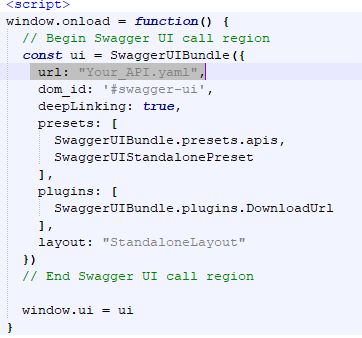 <script>
window.onload = function() {
// Begin Swagger UI call region
const ui = SwaggerUIBundle({
url: "Your_API.yaml",
dom_id: '#swagger-ui',
deepLinking: true,
presets: [
SwaggerUIBundle.presets.apis,
SwaggerUIStandalonePreset
],
plugins: [
SwaggerUIBundle.plugins.DownloadUrl
],
layout: "StandaloneLayout"
})
// End Swagger UI call region
window.ui = ui
}